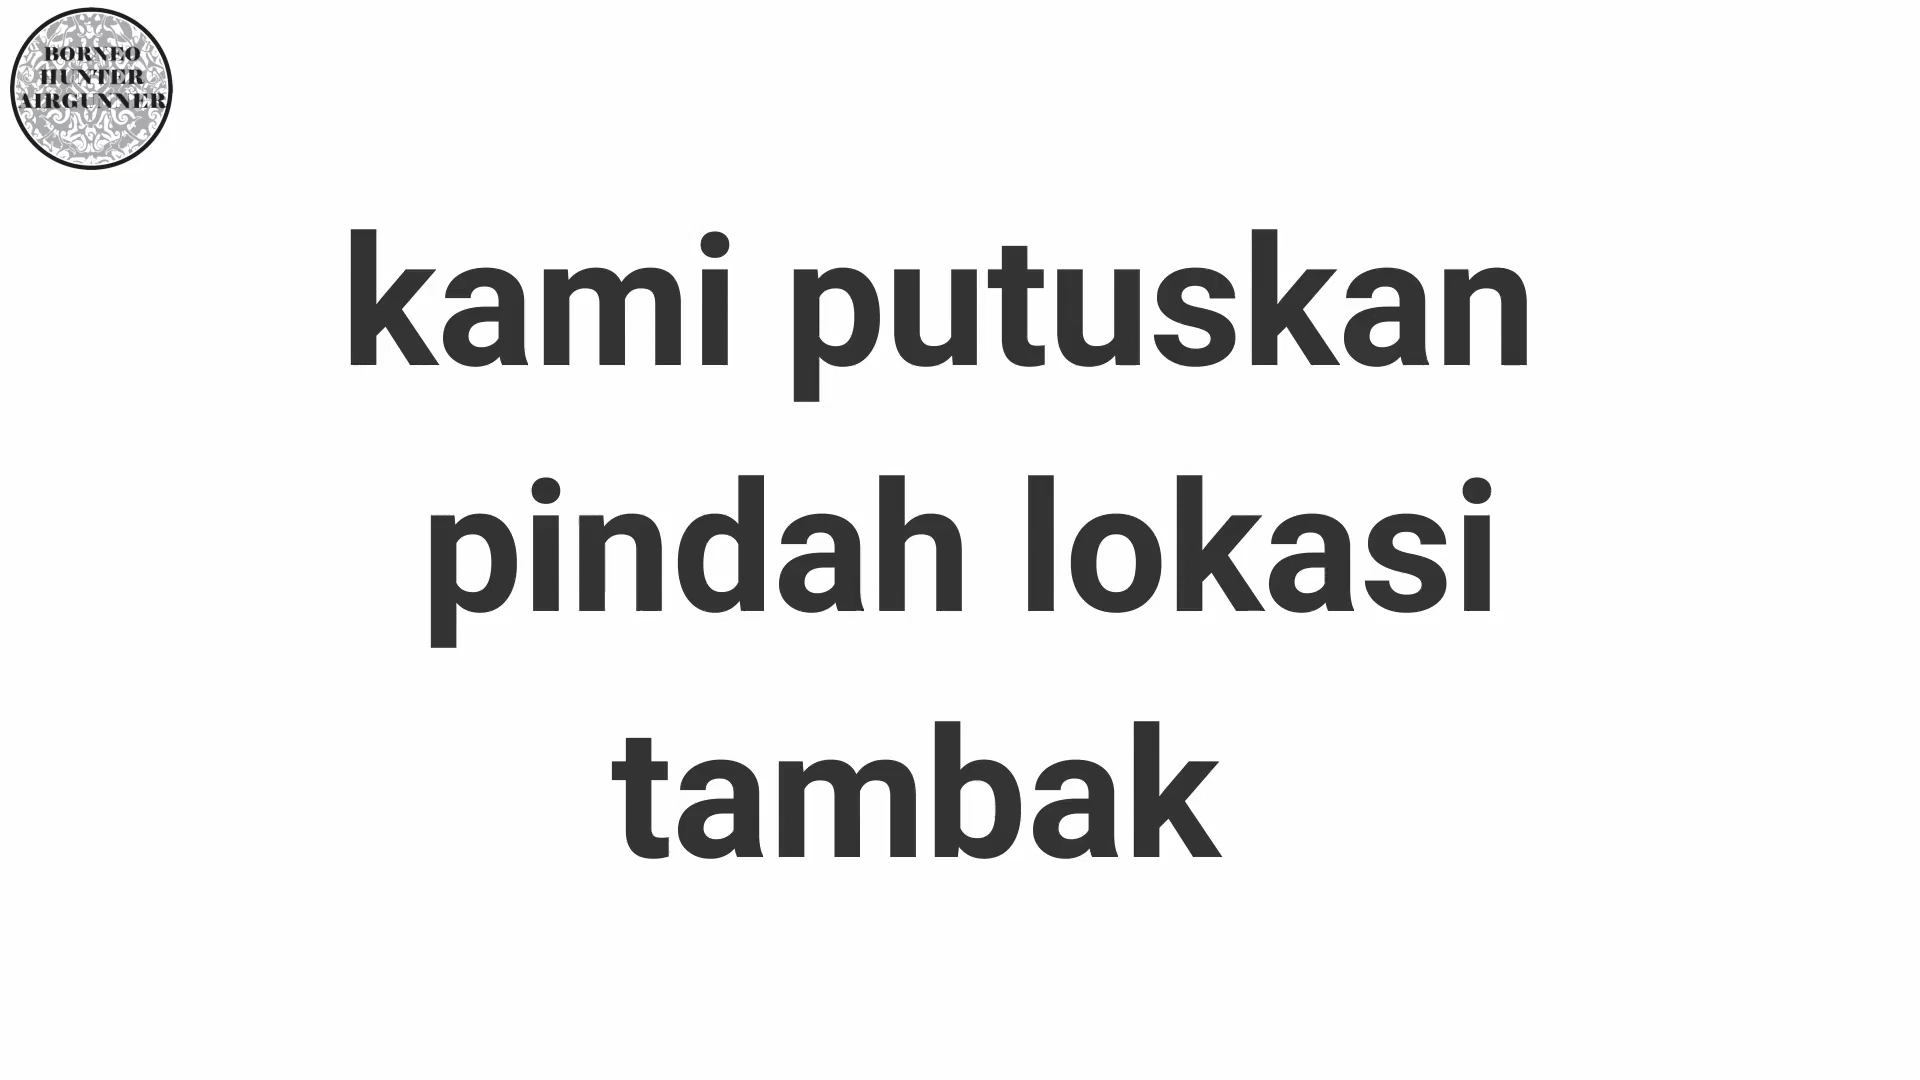 BORNEO
HUNTER
AIRGUNNER
kami putuskan
pindah lokasi
tambak